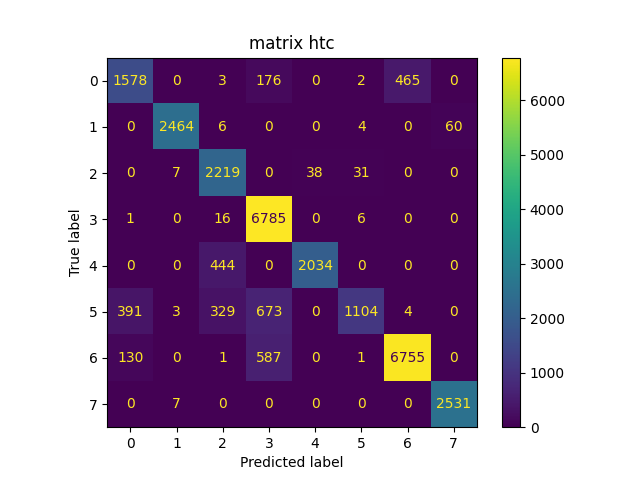 matrix htc
0 1578 0 3 176 0 2 465 0
1 0 2464 6 0 0 4 0 60
2 0 7 2219 0 38 31 0 0
3 1 0 16 6785 0 6 0 0
4 0 0 444 0 2034 0 0 0
5 391 3 329 673 0 1104 4 0
6 130 0 1 587 0 1 6755 0
7 0 7 0 0 0 0 0 2531
0 1 2 3 4 5 6 7
Predicted label
True label
6000
5000
4000
3000
2000
1000
0